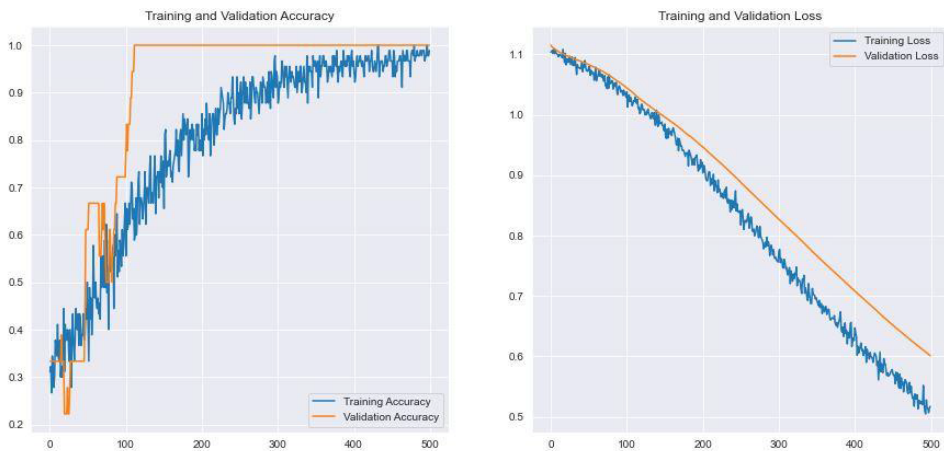 Training and Validation Accuracy
1.0
0.9
0.8
0.7
0.6
0.5
0.4
0.3
0.2
0 100 200 300 400 500
Training Accuracy
Validation Accuracy
Training and Validation Loss
Training Loss
Validation Loss
1.1
1.0
0.9
0.8
0.7
0.6
0.5
0 100 200 300 400 500